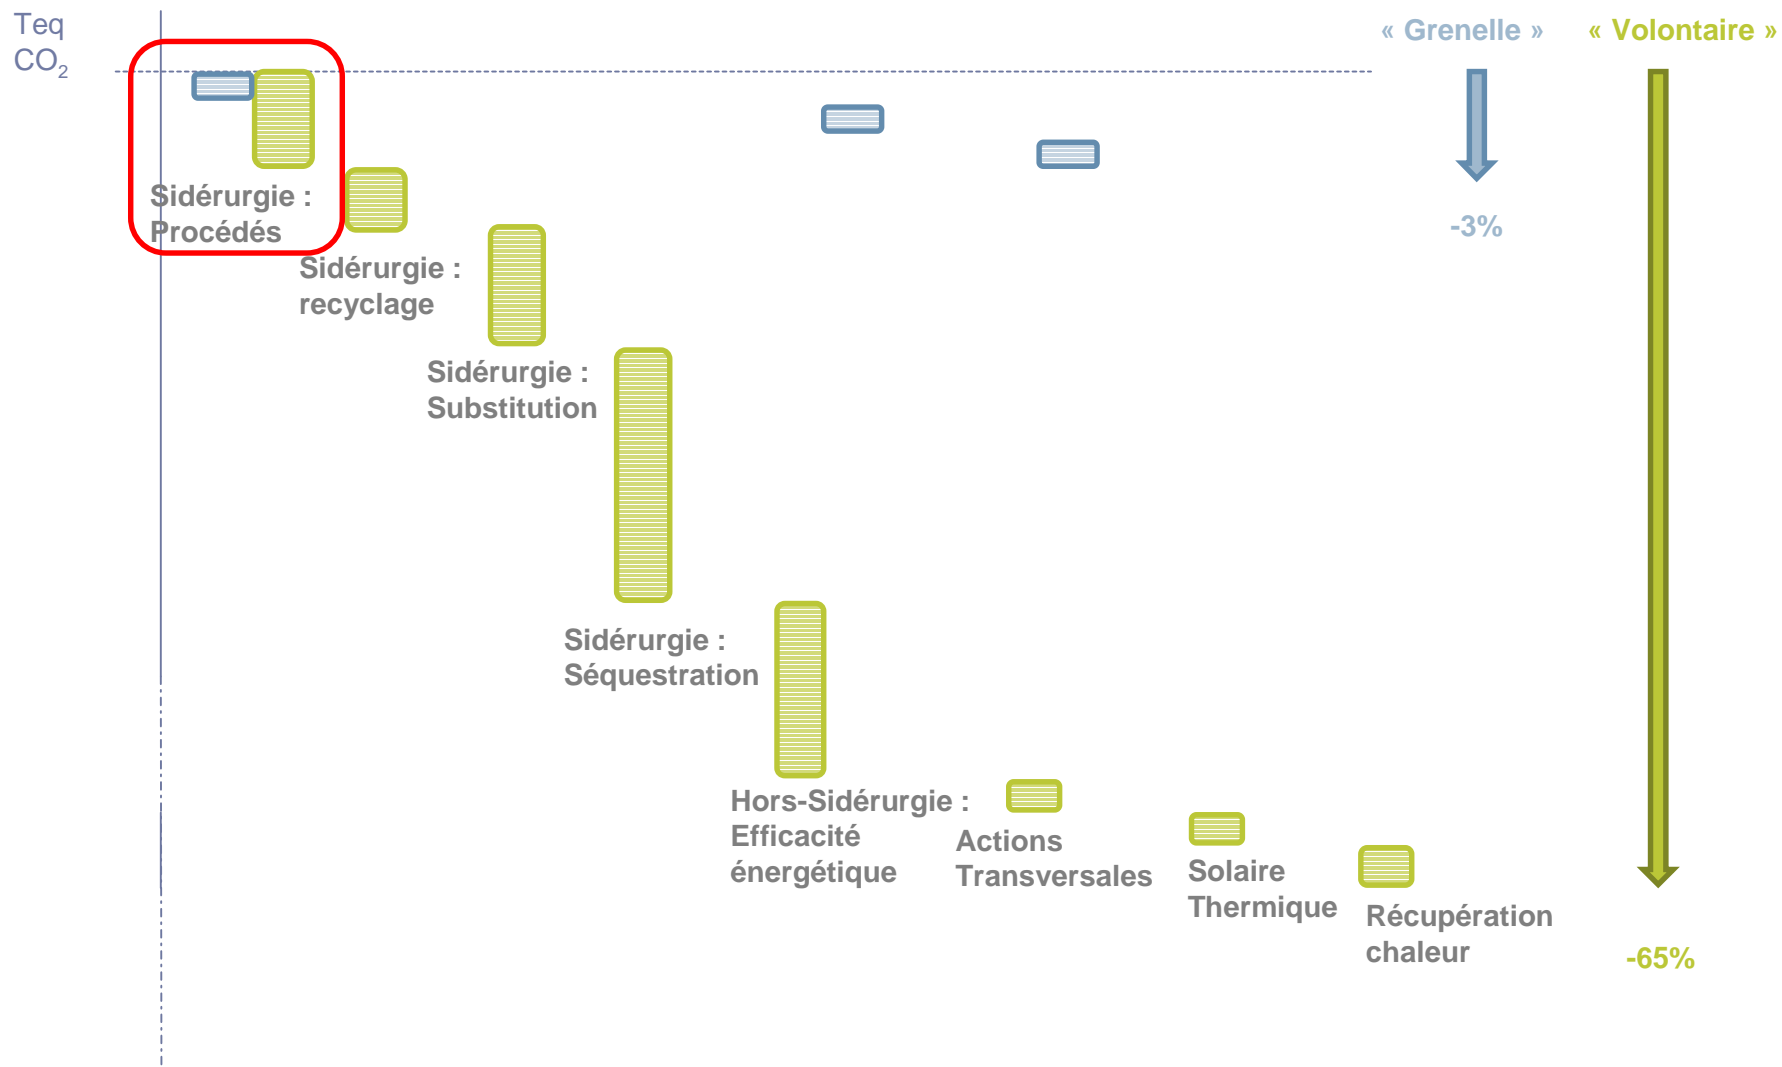 Teq
CO₂
« Grenelle »
« Volontaire »
Sidérurgie :
Procédés
-3%
Sidérurgie :
recyclage
Sidérurgie :
Substitution
Sidérurgie :
Séquestration
Hors-Sidérurgie :
Efficacité
énergétique
Actions
Transversales
Solaire
Thermique
Récupération
chaleur
-65%